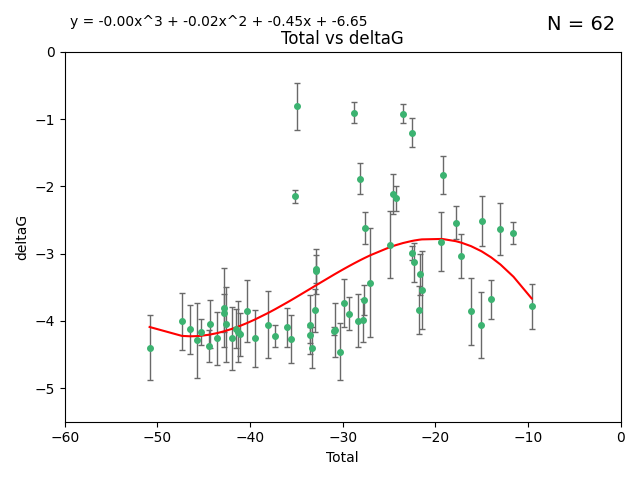 y = -0.00x^3 + -0.02x^2 + -0.45x + -6.65
N = 62
Total vs deltaG
deltaG
0
−1
−2
−3
−4
−5
−60
−50
−40
−30
−20
−10
0
Total